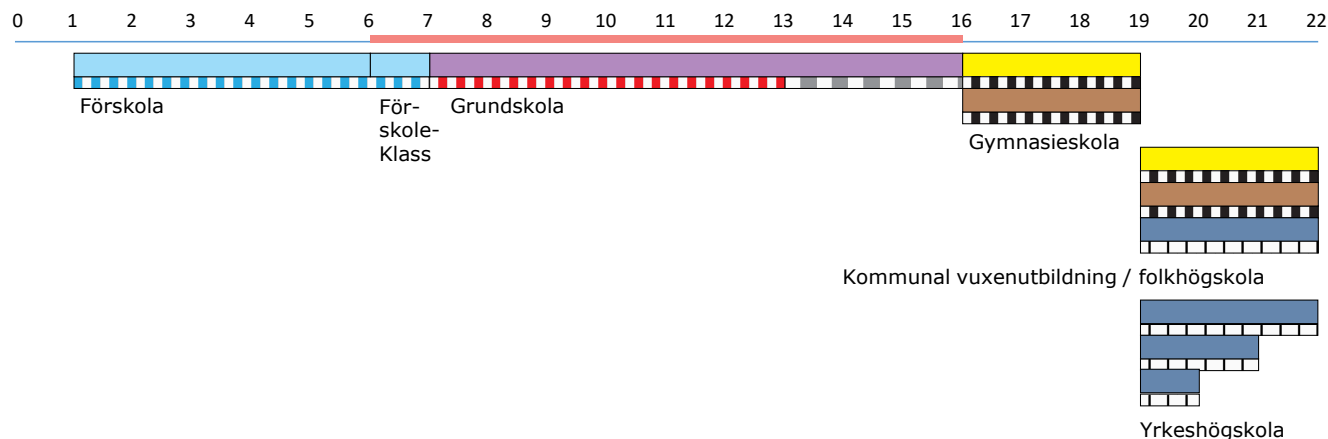 0 1 2 3 4 5 6 7 8 9 10 11 12 13 14 15 16 17 18 19 20 21 22
Förskola
För-
skole-
Klass
Grundskola
Gymnasieskola
Kommunal vuxenutbildning / folkhögskola
Yrkeshögskola